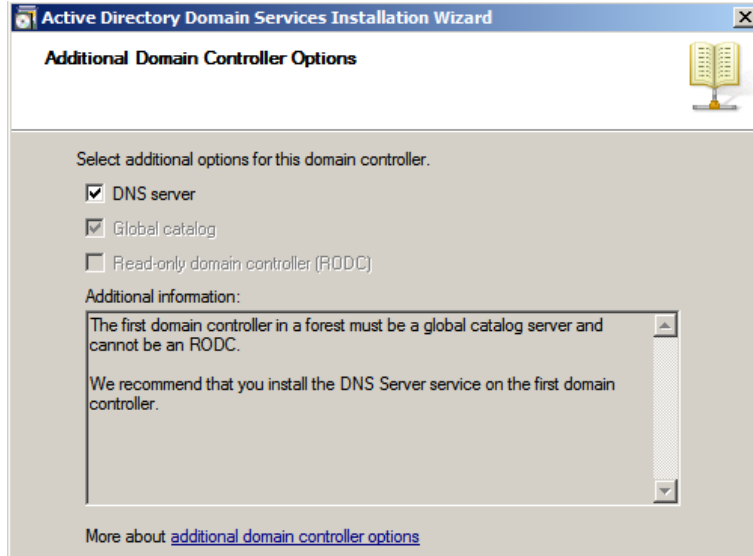 Active Directory Domain Services Installation Wizard
Additional Domain Controller Options
Select additional options for this domain controller.
DNS server
Global catalog
Read-only domain controller (RODC)
Additional information:
The first domain controller in a forest must be a global catalog server and
cannot be an RODC.
We recommend that you install the DNS Server service on the first domain
controller.
More about additional domain controller options